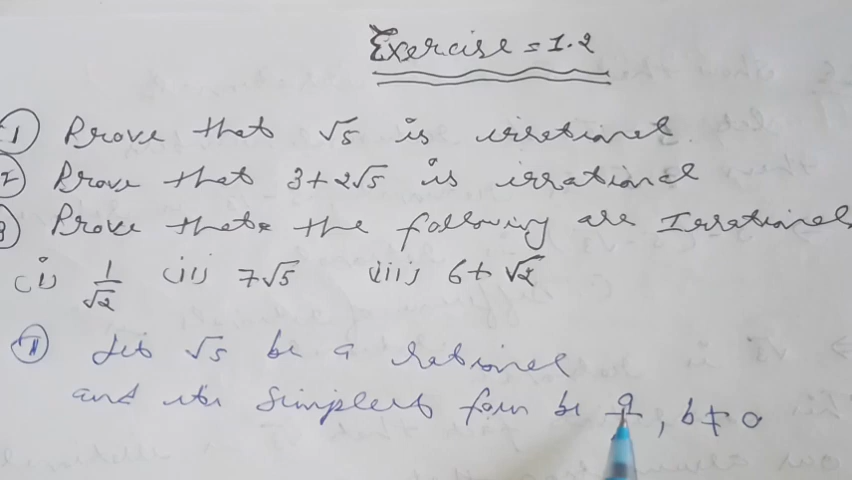 Exercise = 1.2
① Prove that √5 is irrational.
② Prove that 3+2√5 is irrational
③ Prove that the following are Irrational
(i) 1/√2 (ii) 7√5 (iii) 6+√2
① Let √5 be a rational
and its simplest form be a/, b≠0